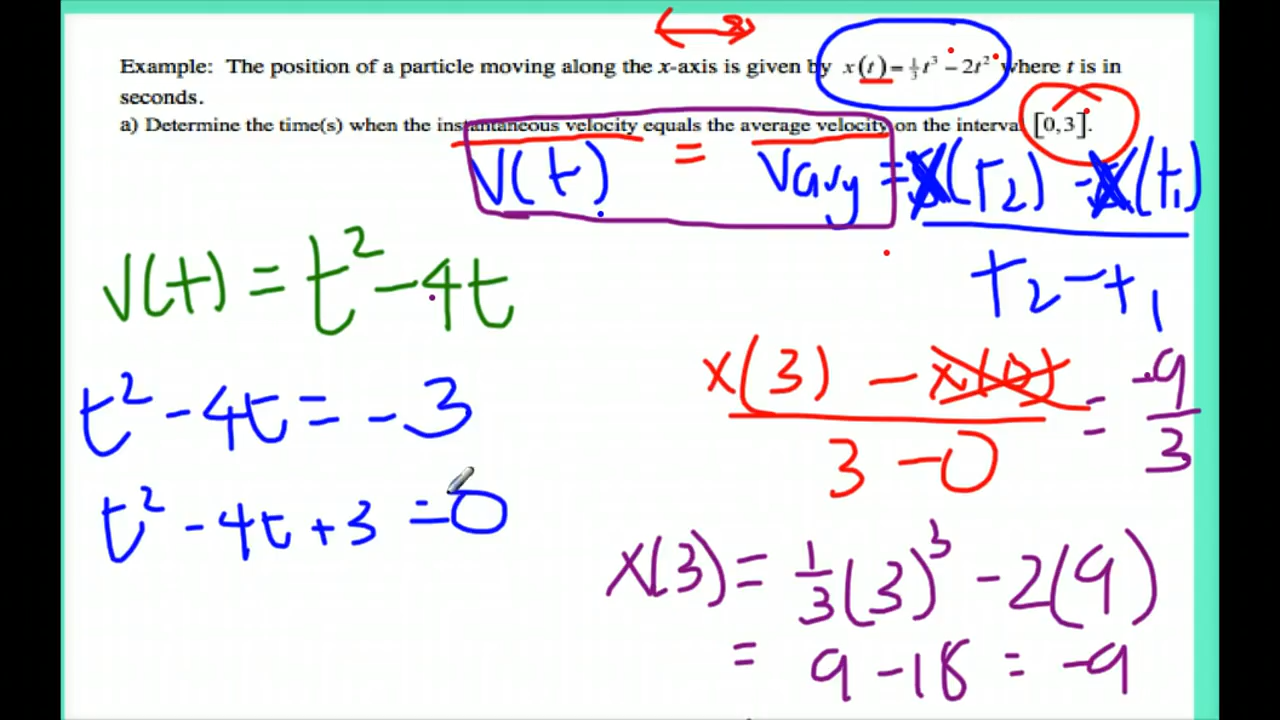 Example: The position of a particle moving along the x-axis is given by x(t) = 1/3 t³ − 2t² where t is in
seconds.
a) Determine the time(s) when the instantaneous velocity equals the average velocity on the interval [0,3].
v(t) = Vavg = x(t₂) − x(t₁)
t₂ − t₁
v(t) = t² − 4t
x(3) − x(0) = -9
3 − 0 3
t² − 4t = −3
t² − 4t + 3 = 0
x(3) = 1/3 (3)³ − 2(9)
= 9 − 18 = −9